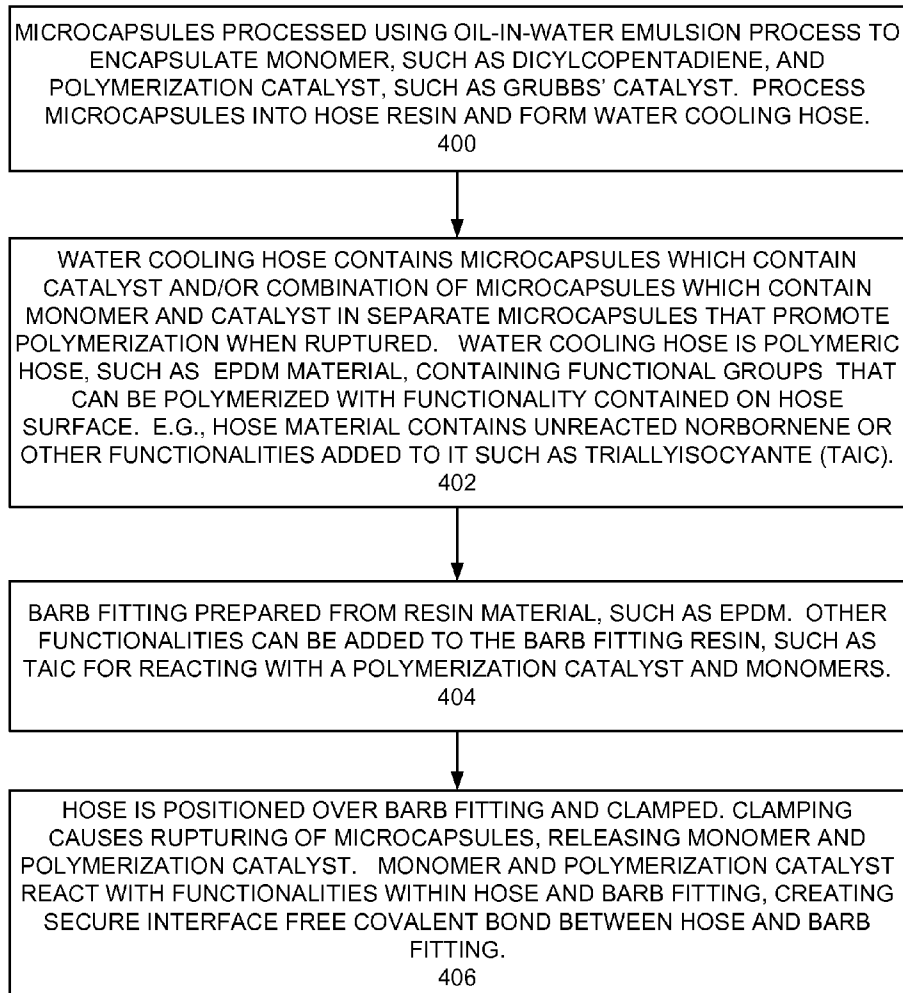 MICROCAPSULES PROCESSED USING OIL-IN-WATER EMULSION PROCESS TO
ENCAPSULATE MONOMER, SUCH AS DICYLCOPENTADIENE, AND
POLYMERIZATION CATALYST, SUCH AS GRUBBS' CATALYST. PROCESS
MICROCAPSULES INTO HOSE RESIN AND FORM WATER COOLING HOSE.
400
WATER COOLING HOSE CONTAINS MICROCAPSULES WHICH CONTAIN
CATALYST AND/OR COMBINATION OF MICROCAPSULES WHICH CONTAIN
MONOMER AND CATALYST IN SEPARATE MICROCAPSULES THAT PROMOTE
POLYMERIZATION WHEN RUPTURED. WATER COOLING HOSE IS POLYMERIC
HOSE, SUCH AS EPDM MATERIAL, CONTAINING FUNCTIONAL GROUPS THAT
CAN BE POLYMERIZED WITH FUNCTIONALITY CONTAINED ON HOSE
SURFACE. E.G., HOSE MATERIAL CONTAINS UNREACTED NORBORNENE OR
OTHER FUNCTIONALITIES ADDED TO IT SUCH AS TRIALLYISOCYANTE (TAIC).
402
BARB FITTING PREPARED FROM RESIN MATERIAL, SUCH AS EPDM. OTHER
FUNCTIONALITIES CAN BE ADDED TO THE BARB FITTING RESIN, SUCH AS
TAIC FOR REACTING WITH A POLYMERIZATION CATALYST AND MONOMERS.
404
HOSE IS POSITIONED OVER BARB FITTING AND CLAMPED. CLAMPING
CAUSES RUPTURING OF MICROCAPSULES, RELEASING MONOMER AND
POLYMERIZATION CATALYST. MONOMER AND POLYMERIZATION CATALYST
REACT WITH FUNCTIONALITIES WITHIN HOSE AND BARB FITTING, CREATING
SECURE INTERFACE FREE COVALENT BOND BETWEEN HOSE AND BARB
FITTING.
406